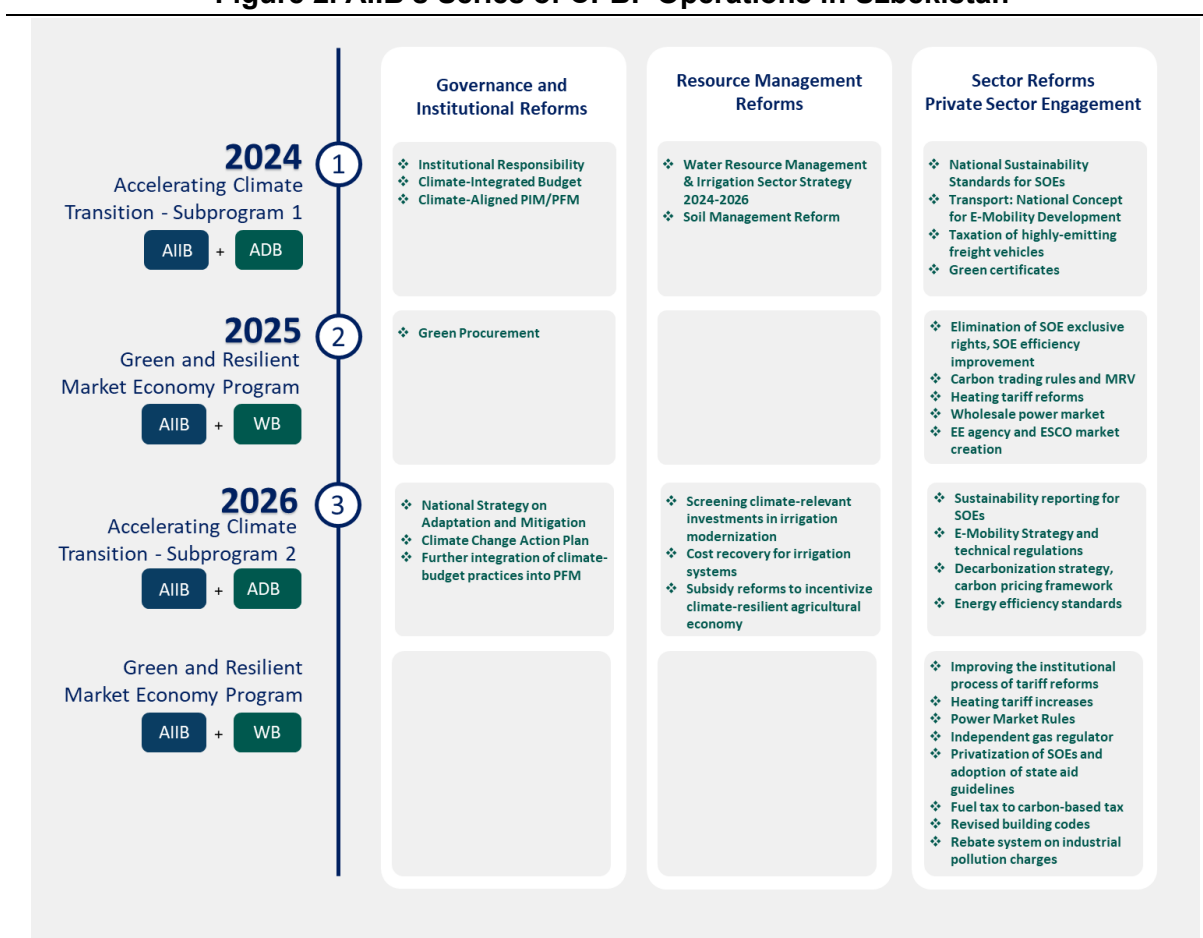 Figure 2: AIIB's Series of CPBF Operations in Uzbekistan
Governance and
Institutional Reforms
Resource Management
Reforms
Sector Reforms
Private Sector Engagement
2024
Accelerating Climate
Transition - Subprogram 1
AIIB + ADB
1
❖ Institutional Responsibility
❖ Climate-Integrated Budget
❖ Climate-Aligned PIM/PFM
❖ Water Resource Management
& Irrigation Sector Strategy
2024-2026
❖ Soil Management Reform
❖ National Sustainability
Standards for SOEs
❖ Transport: National Concept
for E-Mobility Development
❖ Taxation of highly-emitting
freight vehicles
❖ Green certificates
2025
Green and Resilient
Market Economy Program
AIIB + WB
2
❖ Green Procurement
❖ Elimination of SOE exclusive
rights, SOE efficiency
improvement
❖ Carbon trading rules and MRV
❖ Heating tariff reforms
❖ Wholesale power market
❖ EE agency and ESCO market
creation
2026
Accelerating Climate
Transition - Subprogram 2
AIIB + ADB
3
❖ National Strategy on
Adaptation and Mitigation
❖ Climate Change Action Plan
❖ Further integration of climate-
budget practices into PFM
❖ Screening climate-relevant
investments in irrigation
modernization
❖ Cost recovery for irrigation
systems
❖ Subsidy reforms to incentivize
climate-resilient agricultural
economy
❖ Sustainability reporting for
SOEs
❖ E-Mobility Strategy and
technical regulations
❖ Decarbonization strategy,
carbon pricing framework
❖ Energy efficiency standards
Green and Resilient
Market Economy Program
AIIB + WB
❖ Improving the institutional
process of tariff reforms
❖ Heating tariff increases
❖ Power Market Rules
❖ Independent gas regulator
❖ Privatization of SOEs and
adoption of state aid
guidelines
❖ Fuel tax to carbon-based tax
❖ Revised building codes
❖ Rebate system on industrial
pollution charges